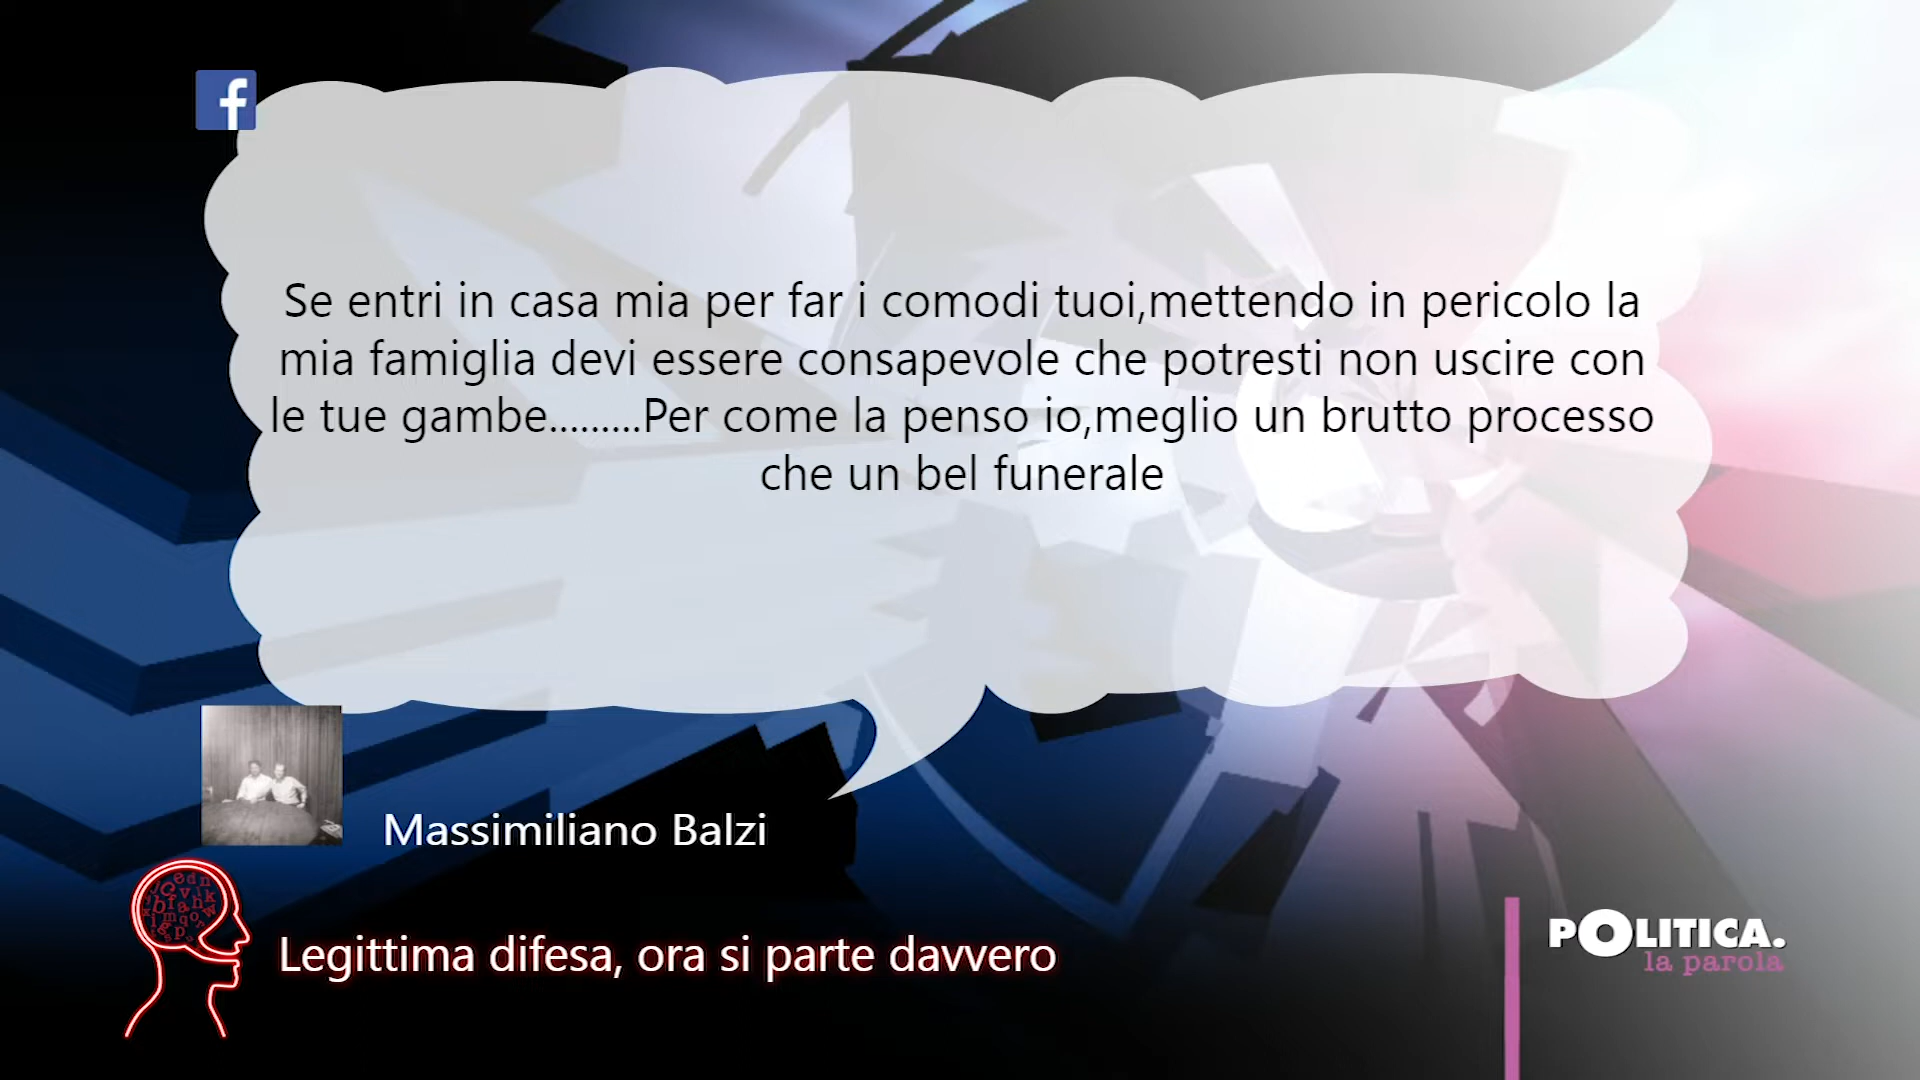 Se entri in casa mia per far i comodi tuoi,mettendo in pericolo la
mia famiglia devi essere consapevole che potresti non uscire con
le tue gambe.........Per come la penso io,meglio un brutto processo
che un bel funerale
Massimiliano Balzi
Legittima difesa, ora si parte davvero
POLITICA.
la parola